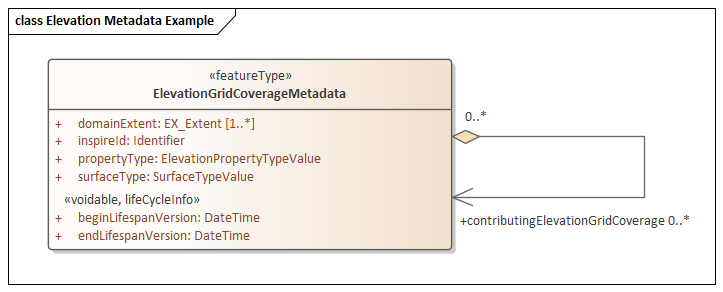 class Elevation Metadata Example
«featureType»
ElevationGridCoverageMetadata
+ domainExtent: EX_Extent [1..*]
+ inspireId: Identifier
+ propertyType: ElevationPropertyTypeValue
+ surfaceType: SurfaceTypeValue
«voidable, lifeCycleInfo»
+ beginLifespanVersion: DateTime
+ endLifespanVersion: DateTime
0..*
+contributingElevationGridCoverage 0..*